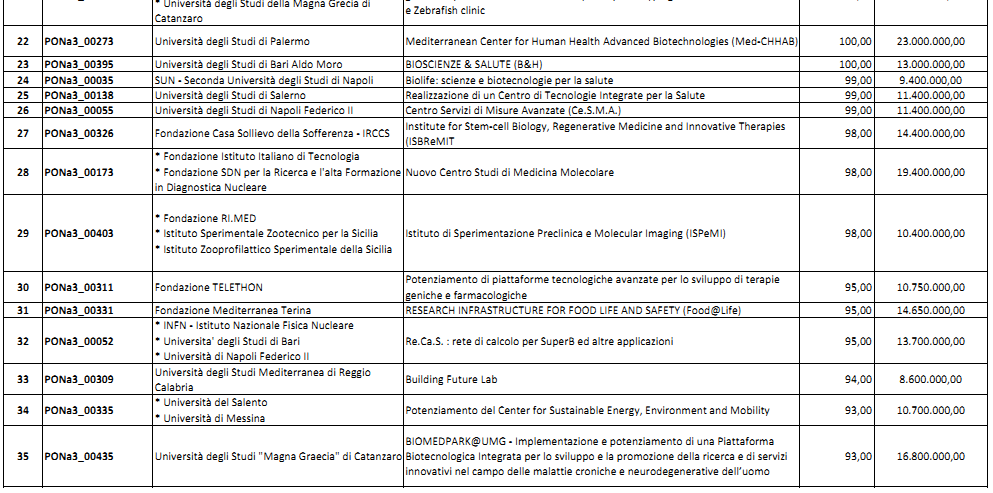 * Università degli Studi della Magna Grecia di
Catanzaro
e Zebrafish clinic
22 PONa3_00273 Università degli Studi di Palermo Mediterranean Center for Human Health Advanced Biotechnologies (Med-CHHAB) 100,00 23.000.000,00
23 PONa3_00395 Università degli Studi di Bari Aldo Moro BIOSCIENZE & SALUTE (B&H) 100,00 13.000.000,00
24 PONa3_00035 SUN - Seconda Università degli Studi di Napoli Biolife: scienze e biotecnologie per la salute 99,00 9.400.000,00
25 PONa3_00138 Università degli Studi di Salerno Realizzazione di un Centro di Tecnologie Integrate per la Salute 99,00 11.400.000,00
26 PONa3_00055 Università degli Studi di Napoli Federico II Centro Servizi di Misure Avanzate (Ce.S.M.A.) 99,00 11.400.000,00
27 PONa3_00326 Fondazione Casa Sollievo della Sofferenza - IRCCS Institute for Stem-cell Biology, Regenerative Medicine and Innovative Therapies
(ISBReMIT 98,00 14.400.000,00
28 PONa3_00173 * Fondazione Istituto Italiano di Tecnologia
* Fondazione SDN per la Ricerca e l'alta Formazione
in Diagnostica Nucleare Nuovo Centro Studi di Medicina Molecolare 98,00 19.400.000,00
29 PONa3_00403 * Fondazione RI.MED
* Istituto Sperimentale Zootecnico per la Sicilia
* Istituto Zooprofilattico Sperimentale della Sicilia Istituto di Sperimentazione Preclinica e Molecular Imaging (ISPeMI) 98,00 10.400.000,00
30 PONa3_00311 Fondazione TELETHON Potenziamento di piattaforme tecnologiche avanzate per lo sviluppo di terapie
geniche e farmacologiche 95,00 10.750.000,00
31 PONa3_00331 Fondazione Mediterranea Terina RESEARCH INFRASTRUCTURE FOR FOOD LIFE AND SAFETY (Food@Life) 95,00 14.650.000,00
32 PONa3_00052 * INFN - Istituto Nazionale Fisica Nucleare
* Universita' degli Studi di Bari
* Università di Napoli Federico II Re.Ca.S. : rete di calcolo per SuperB ed altre applicazioni 95,00 13.700.000,00
33 PONa3_00309 Università degli Studi Mediterranea di Reggio
Calabria Building Future Lab 94,00 8.600.000,00
34 PONa3_00335 * Università del Salento
* Università di Messina Potenziamento del Center for Sustainable Energy, Environment and Mobility 93,00 10.700.000,00
35 PONa3_00435 Università degli Studi "Magna Graecia" di Catanzaro BIOMEDPARK@UMG - Implementazione e potenziamento di una Piattaforma
Biotecnologica Integrata per lo sviluppo e la promozione della ricerca e di servizi
innovativi nel campo delle malattie croniche e neurodegenerative dell'uomo 93,00 16.800.000,00